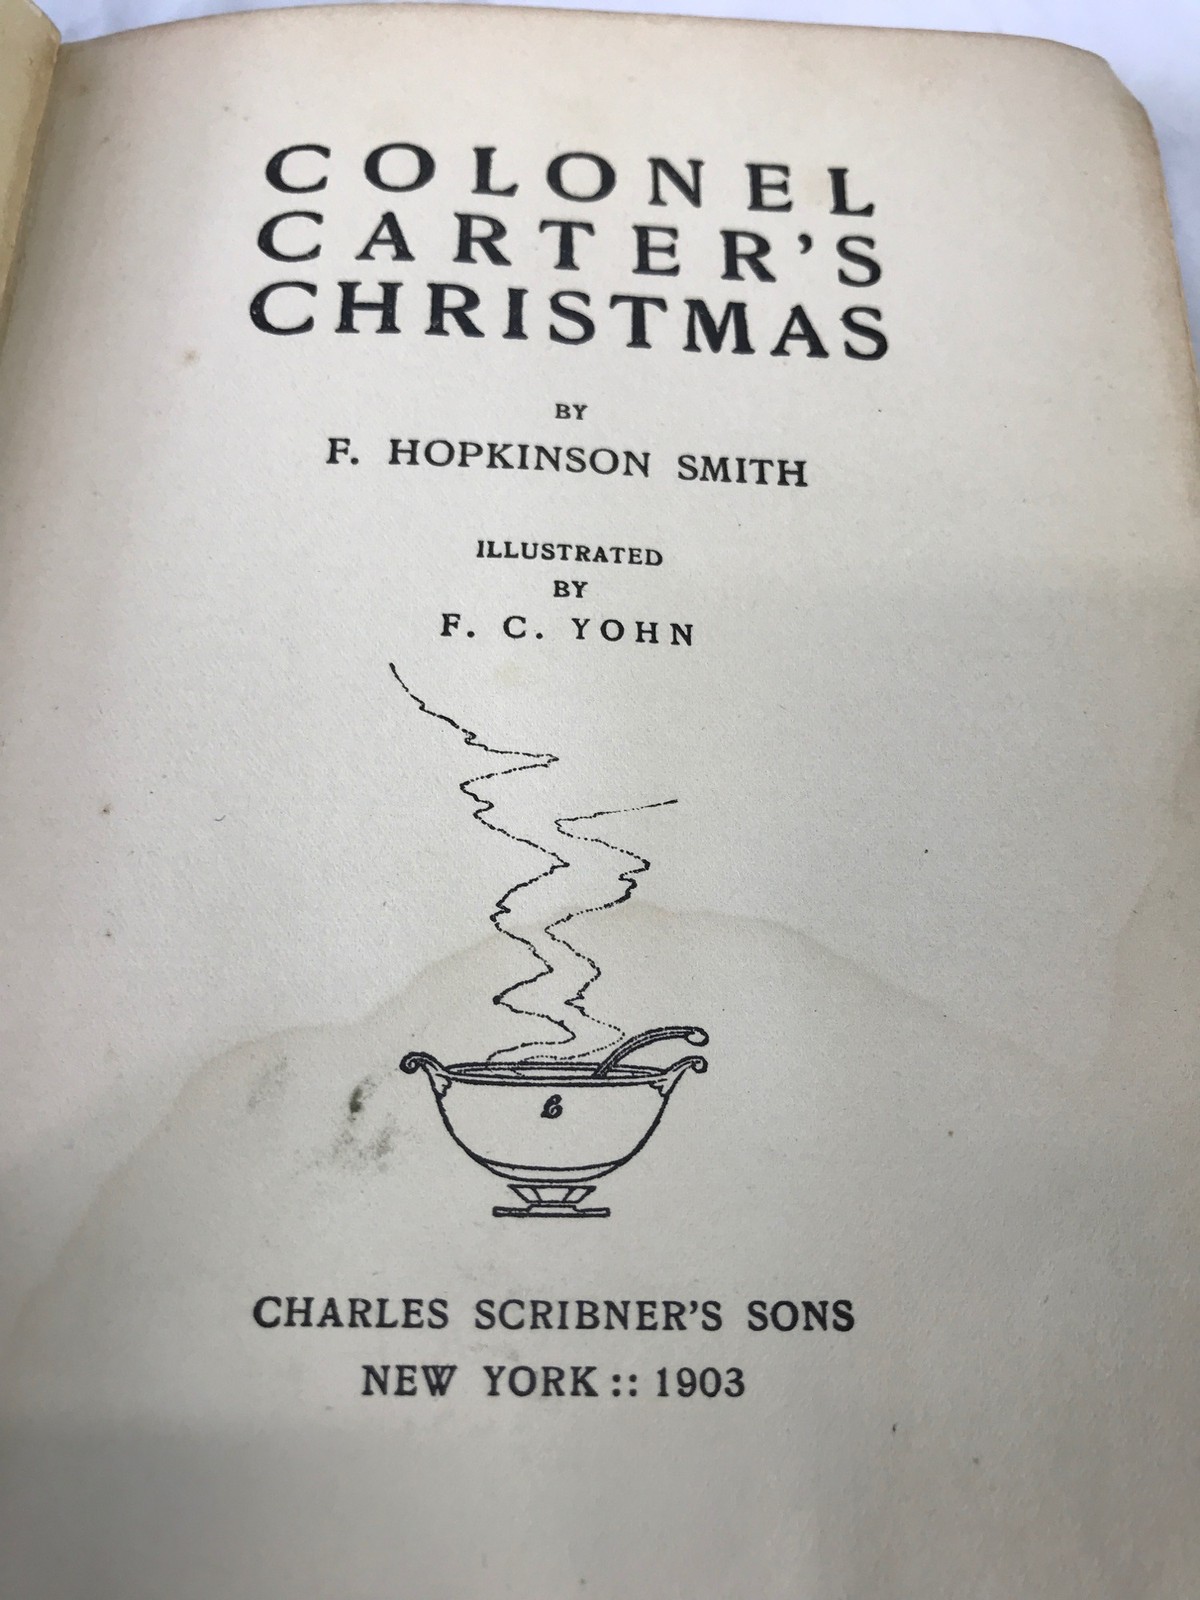 COLONEL
CARTER'S
CHRISTMAS
BY
F. HOPKINSON SMITH
ILLUSTRATED
BY
F. C. YOHN
C
CHARLES SCRIBNER'S SONS
NEW YORK :: 1903